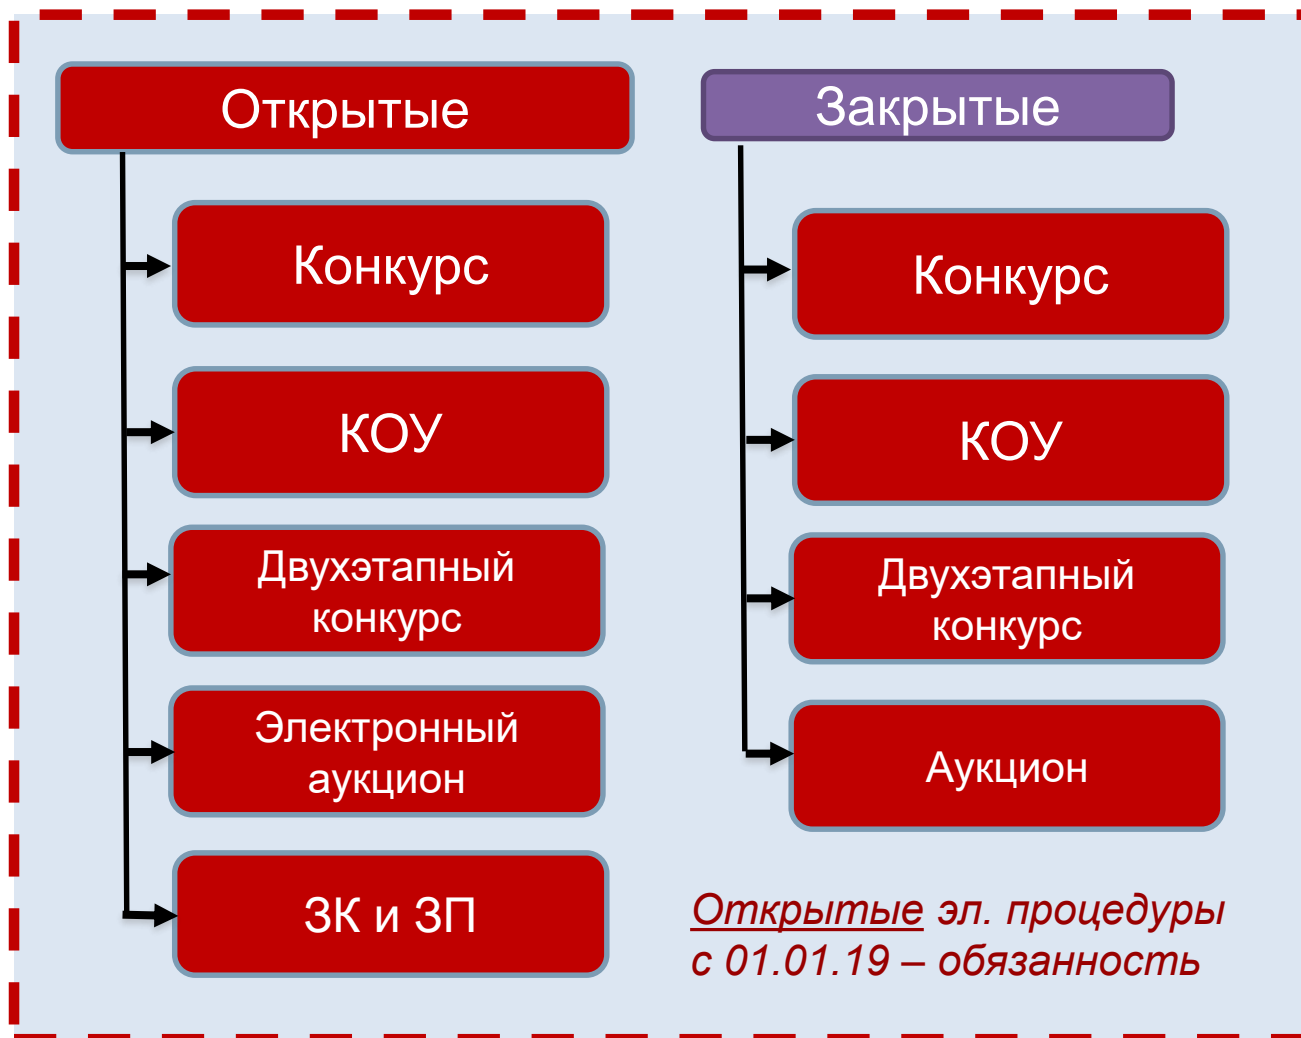 Открытые
Конкурс
КОУ
Двухэтапный
конкурс
Электронный
аукцион
ЗК и ЗП
Закрытые
Конкурс
КОУ
Двухэтапный
конкурс
Аукцион
Открытые эл. процедуры
с 01.01.19 – обязанность